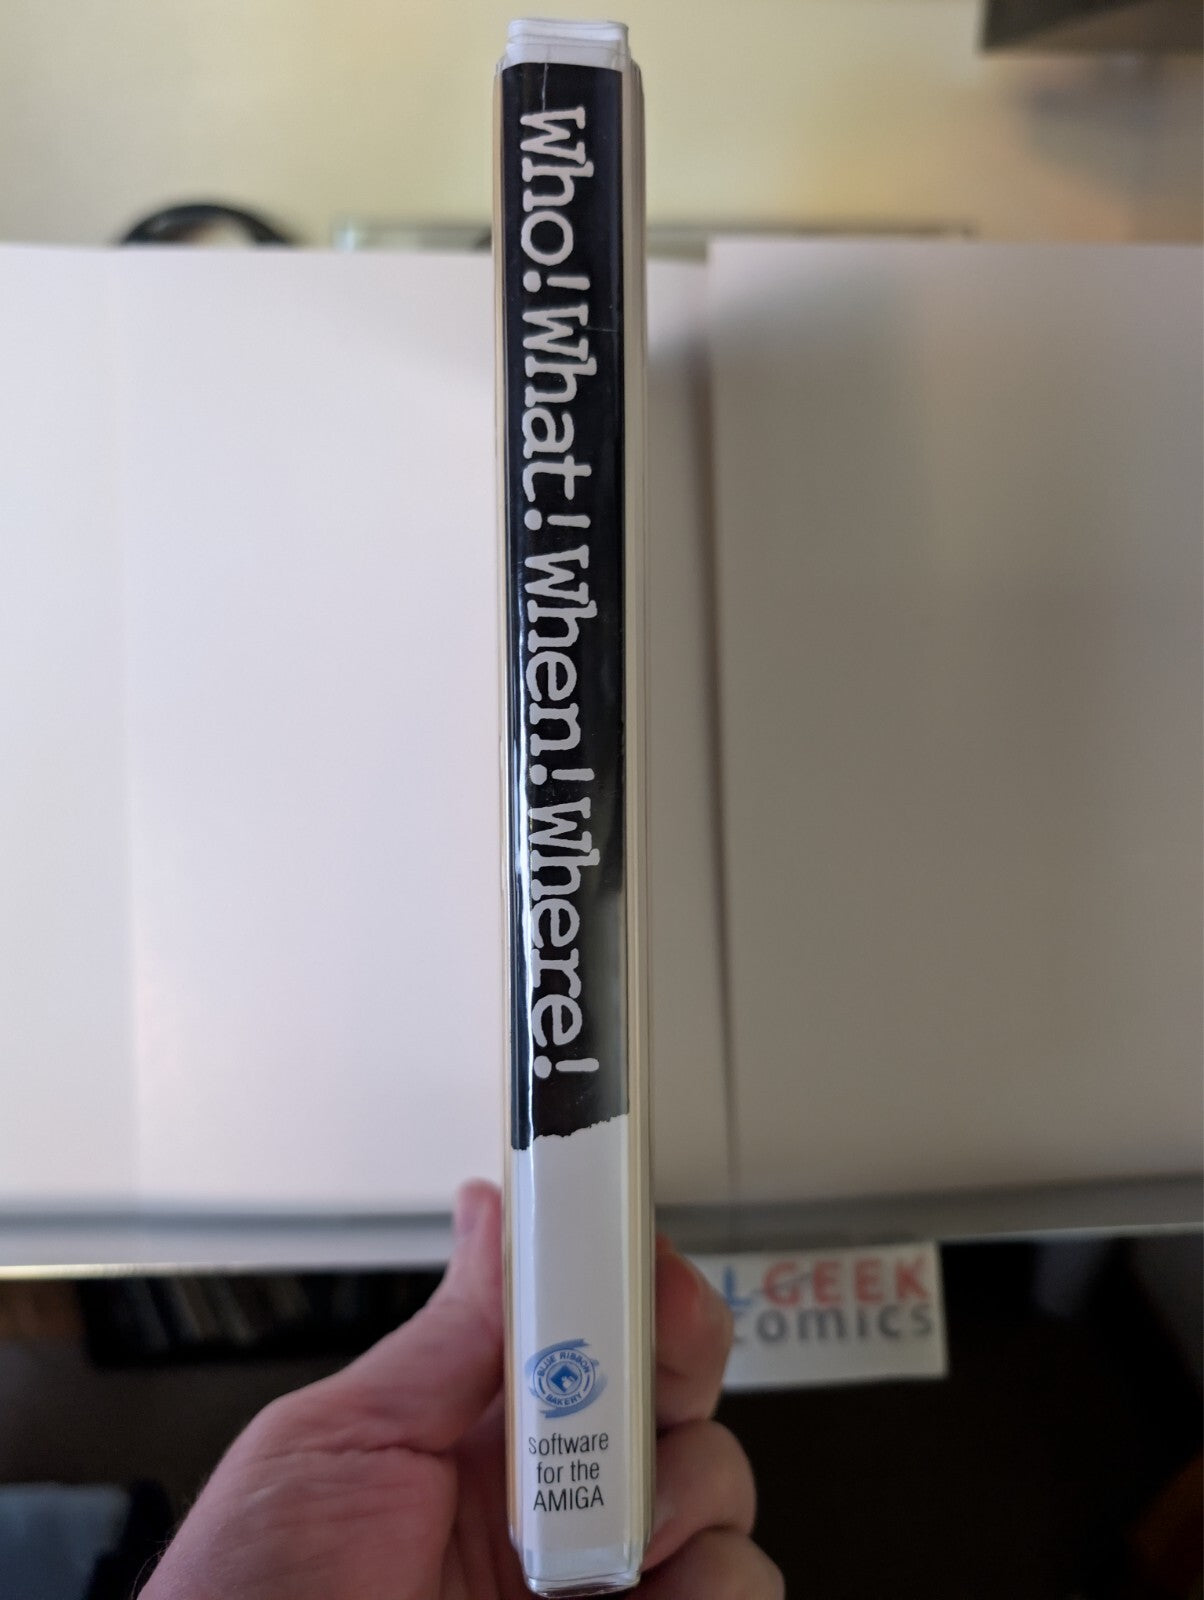 Who! What! When! Where!
BLUE RIBBON
BAKERY
software
for the
AMIGA
GEEK
comics